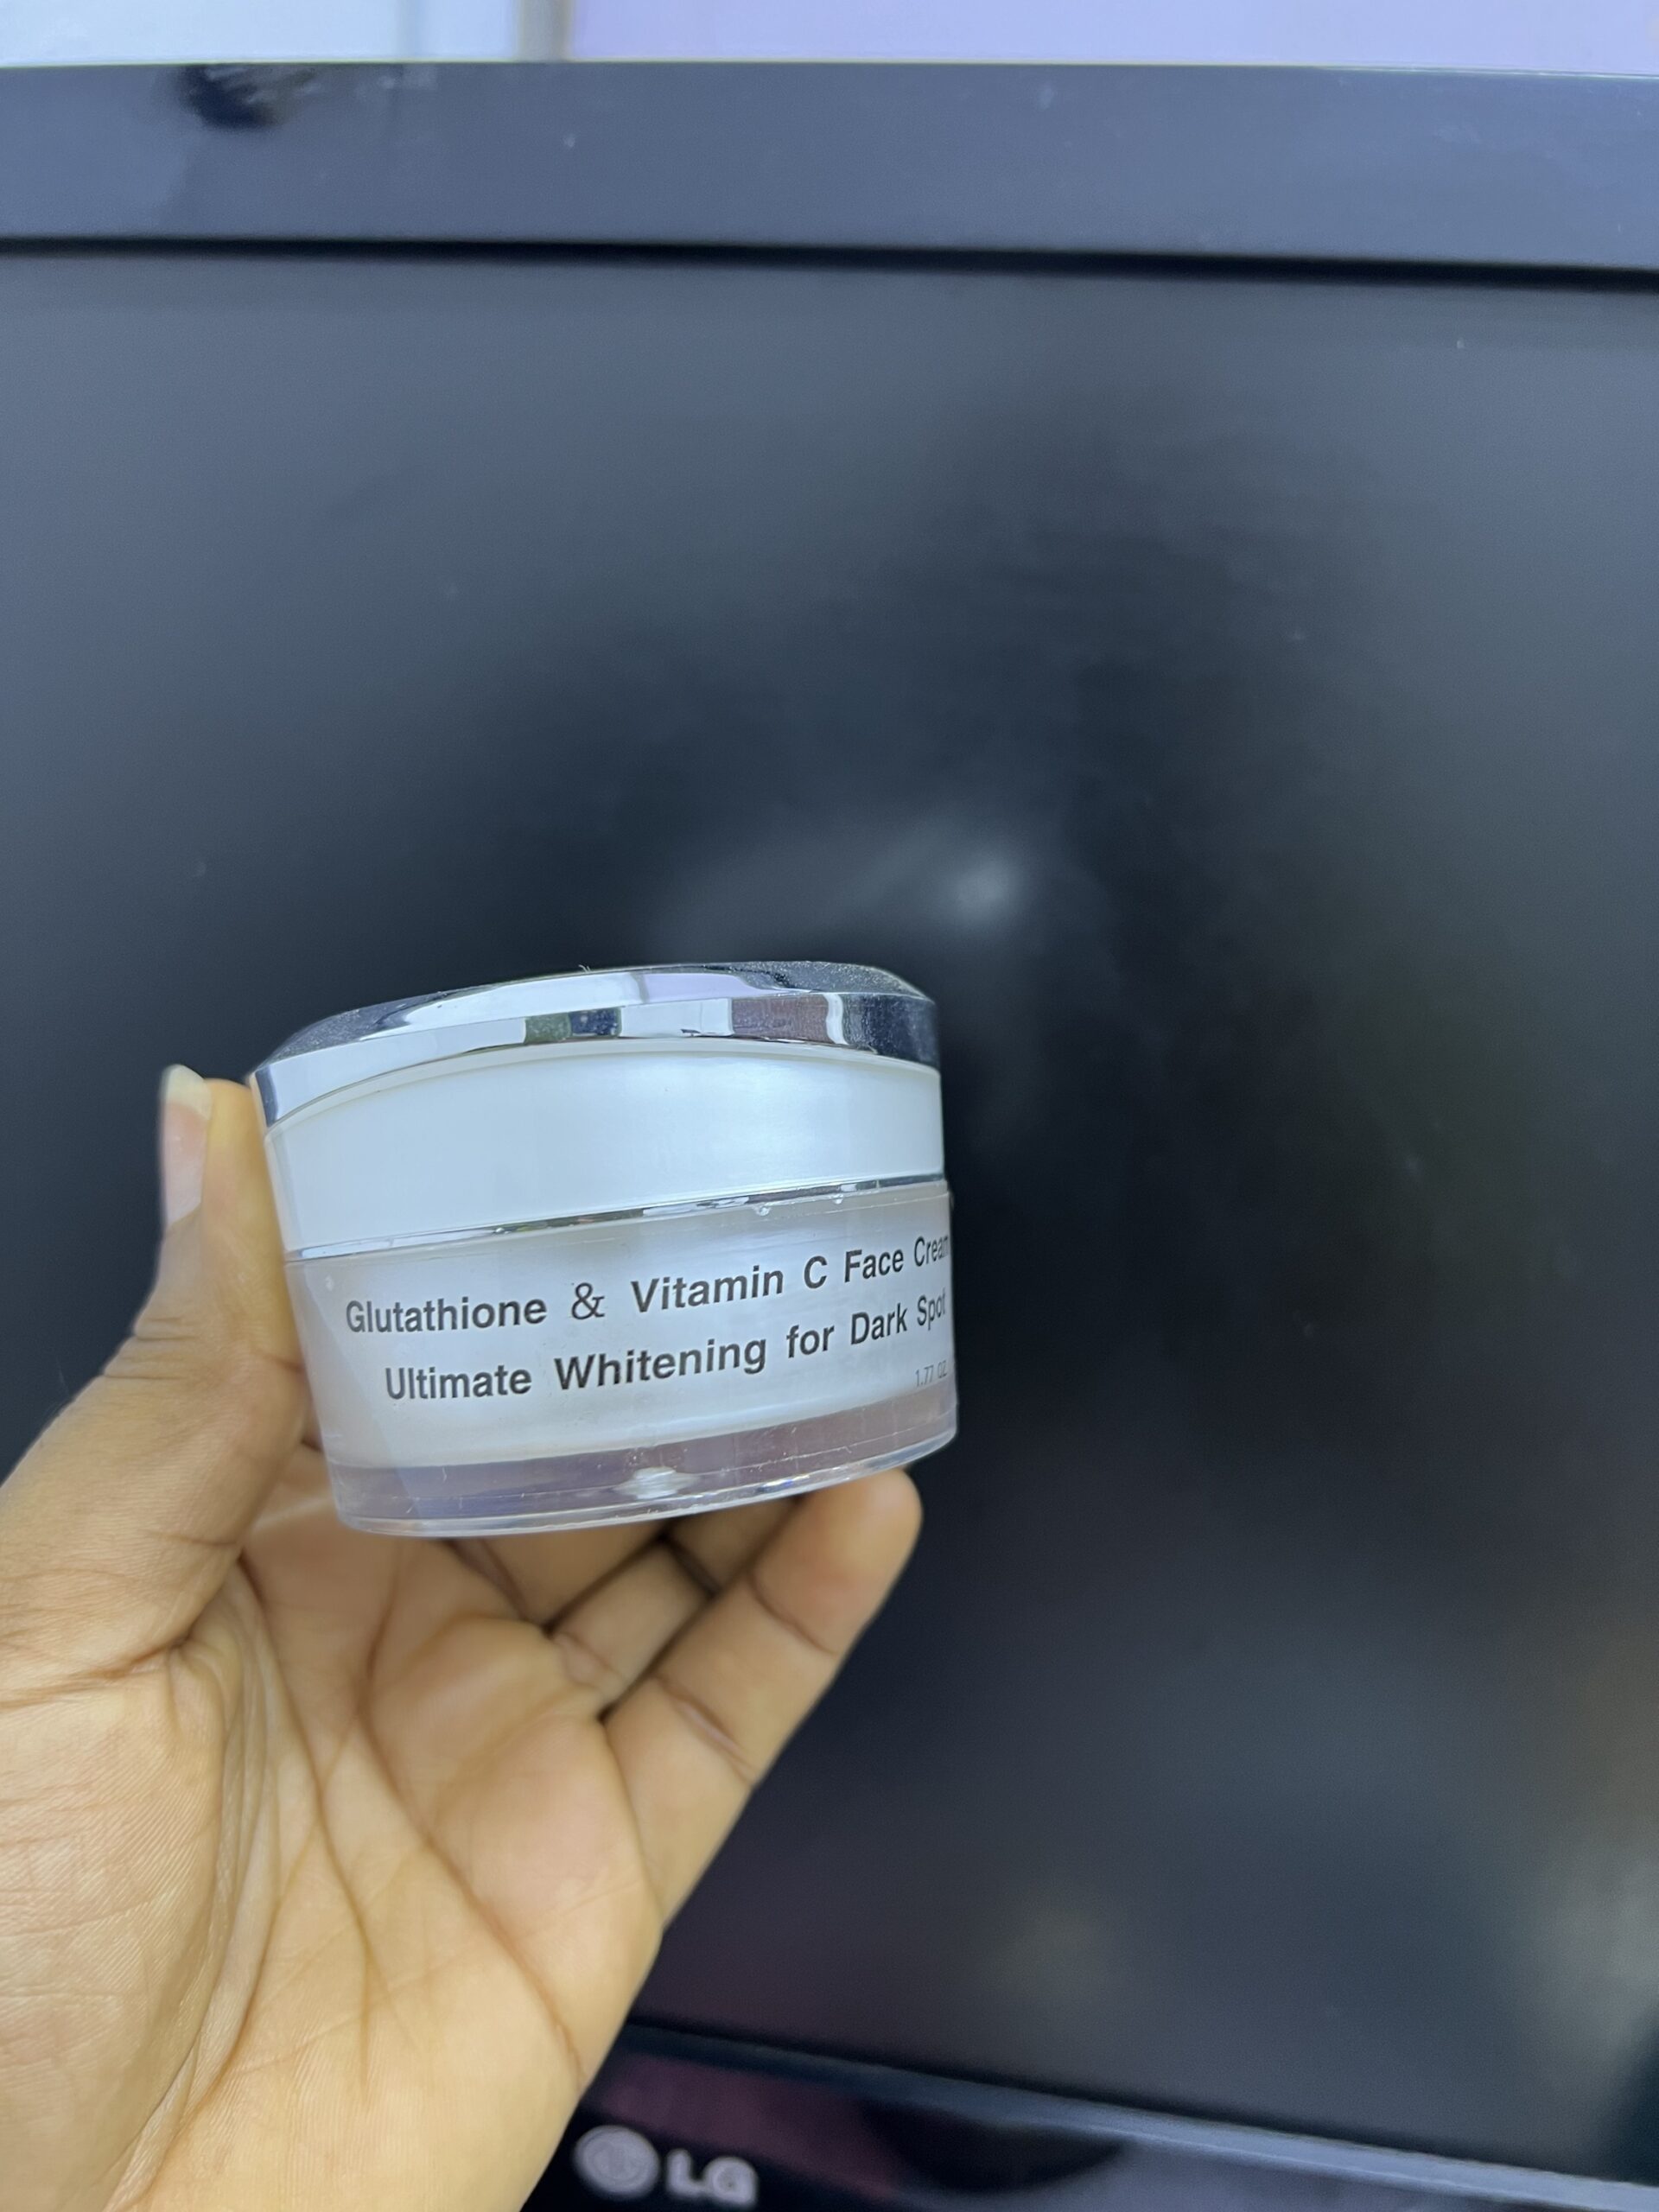 Glutathione & Vitamin C Face Cream
Ultimate Whitening for Dark Spot
1.77 OZ
LG